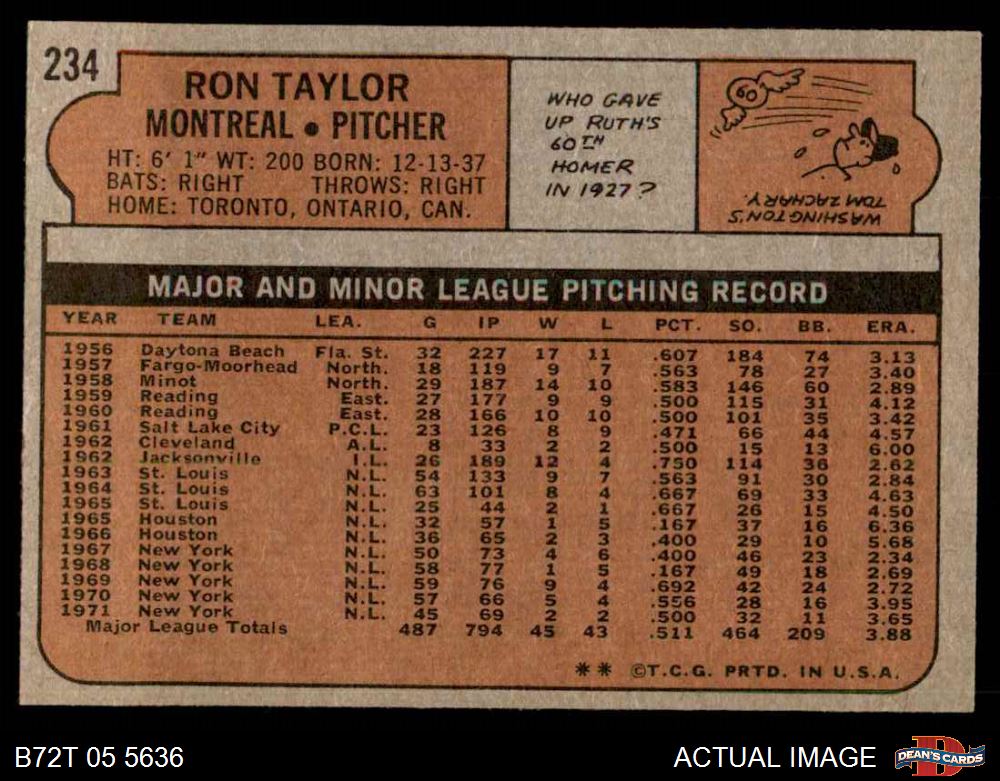 234
RON TAYLOR
MONTREAL • PITCHER
HT: 6' 1" WT: 200 BORN: 12-13-37
BATS: RIGHT THROWS: RIGHT
HOME: TORONTO, ONTARIO, CAN.
WHO GAVE
UP RUTH'S
60TH
HOMER
IN 1927?
WASHINGTON'S
TOM ZACHARY.
MAJOR AND MINOR LEAGUE PITCHING RECORD
YEAR TEAM LEA. G IP W L PCT. SO. BB. ERA.
1956 Daytona Beach Fla. St. 32 227 17 11 .607 184 74 3.13
1957 Fargo-Moorhead North. 18 119 9 7 .563 78 27 3.40
1958 Minot North. 29 187 14 10 .583 146 60 2.89
1959 Reading East. 27 177 9 9 .500 115 31 4.12
1960 Reading East. 28 166 10 10 .500 101 35 3.42
1961 Salt Lake City P.C.L. 23 126 8 9 .471 66 44 4.57
1962 Cleveland A.L. 8 33 2 2 .500 15 13 6.00
1962 Jacksonville I.L. 26 189 12 4 .750 114 36 2.62
1963 St. Louis N.L. 54 133 9 7 .563 91 30 2.84
1964 St. Louis N.L. 63 101 8 4 .667 69 33 4.63
1965 St. Louis N.L. 25 44 2 1 .667 26 15 4.50
1965 Houston N.L. 32 57 1 5 .167 37 16 6.36
1966 Houston N.L. 36 65 2 3 .400 29 10 5.68
1967 New York N.L. 50 73 4 6 .400 46 23 2.34
1968 New York N.L. 58 77 1 5 .167 49 18 2.69
1969 New York N.L. 59 76 9 4 .692 42 24 2.72
1970 New York N.L. 57 66 5 4 .556 28 16 3.95
1971 New York N.L. 45 69 2 2 .500 32 11 3.65
Major League Totals 487 794 45 43 .511 464 209 3.88
** ©T.C.G. PRTD. IN U.S.A.
B72T 05 5636
ACTUAL IMAGE
D
DEAN'S CARDS